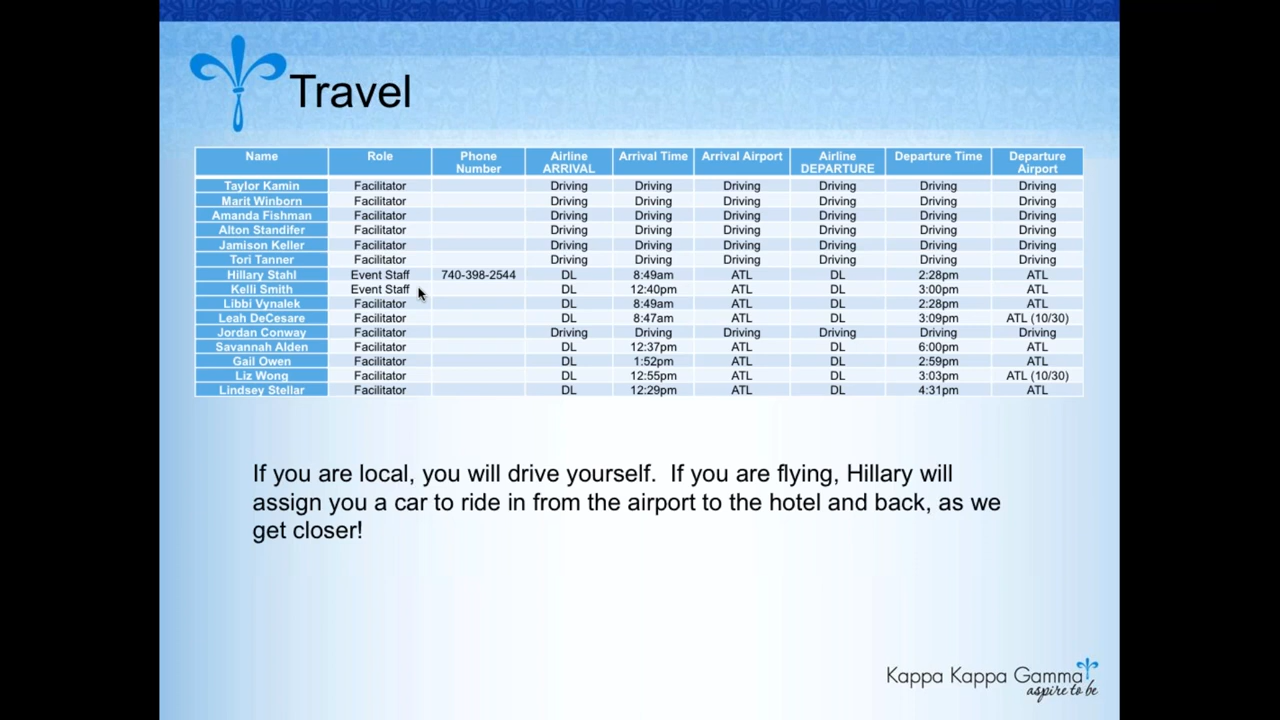 Travel
Name Role Phone Number Airline ARRIVAL Arrival Time Arrival Airport Airline DEPARTURE Departure Time Departure Airport
Taylor Kamin Facilitator Driving Driving Driving Driving Driving Driving
Marit Winborn Facilitator Driving Driving Driving Driving Driving Driving
Amanda Fishman Facilitator Driving Driving Driving Driving Driving Driving
Alton Standifer Facilitator Driving Driving Driving Driving Driving Driving
Jamison Keller Facilitator Driving Driving Driving Driving Driving Driving
Tori Tanner Facilitator Driving Driving Driving Driving Driving Driving
Hillary Stahl Event Staff 740-398-2544 DL 8:49am ATL DL 2:28pm ATL
Kelli Smith Event Staff DL 12:40pm ATL DL 3:00pm ATL
Libbi Vynalek Facilitator DL 8:49am ATL DL 2:28pm ATL
Leah DeCesare Facilitator DL 8:47am ATL DL 3:09pm ATL (10/30)
Jordan Conway Facilitator Driving Driving Driving Driving Driving Driving
Savannah Alden Facilitator DL 12:37pm ATL DL 6:00pm ATL
Gail Owen Facilitator DL 1:52pm ATL DL 2:59pm ATL
Liz Wong Facilitator DL 12:55pm ATL DL 3:03pm ATL (10/30)
Lindsey Stellar Facilitator DL 12:29pm ATL DL 4:31pm ATL
If you are local, you will drive yourself.  If you are flying, Hillary will
assign you a car to ride in from the airport to the hotel and back, as we
get closer!
Kappa Kappa Gamma
aspire to be